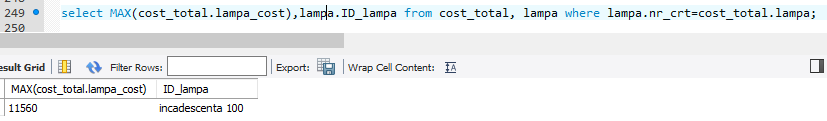 249 select MAX(cost_total.lampa_cost),lampa.ID_lampa from cost_total, lampa where lampa.nr_crt=cost_total.lampa;
250
esult Grid Filter Rows: Export: Wrap Cell Content: IA
MAX(cost_total.lampa_cost) ID_lampa
11560 incadescenta 100